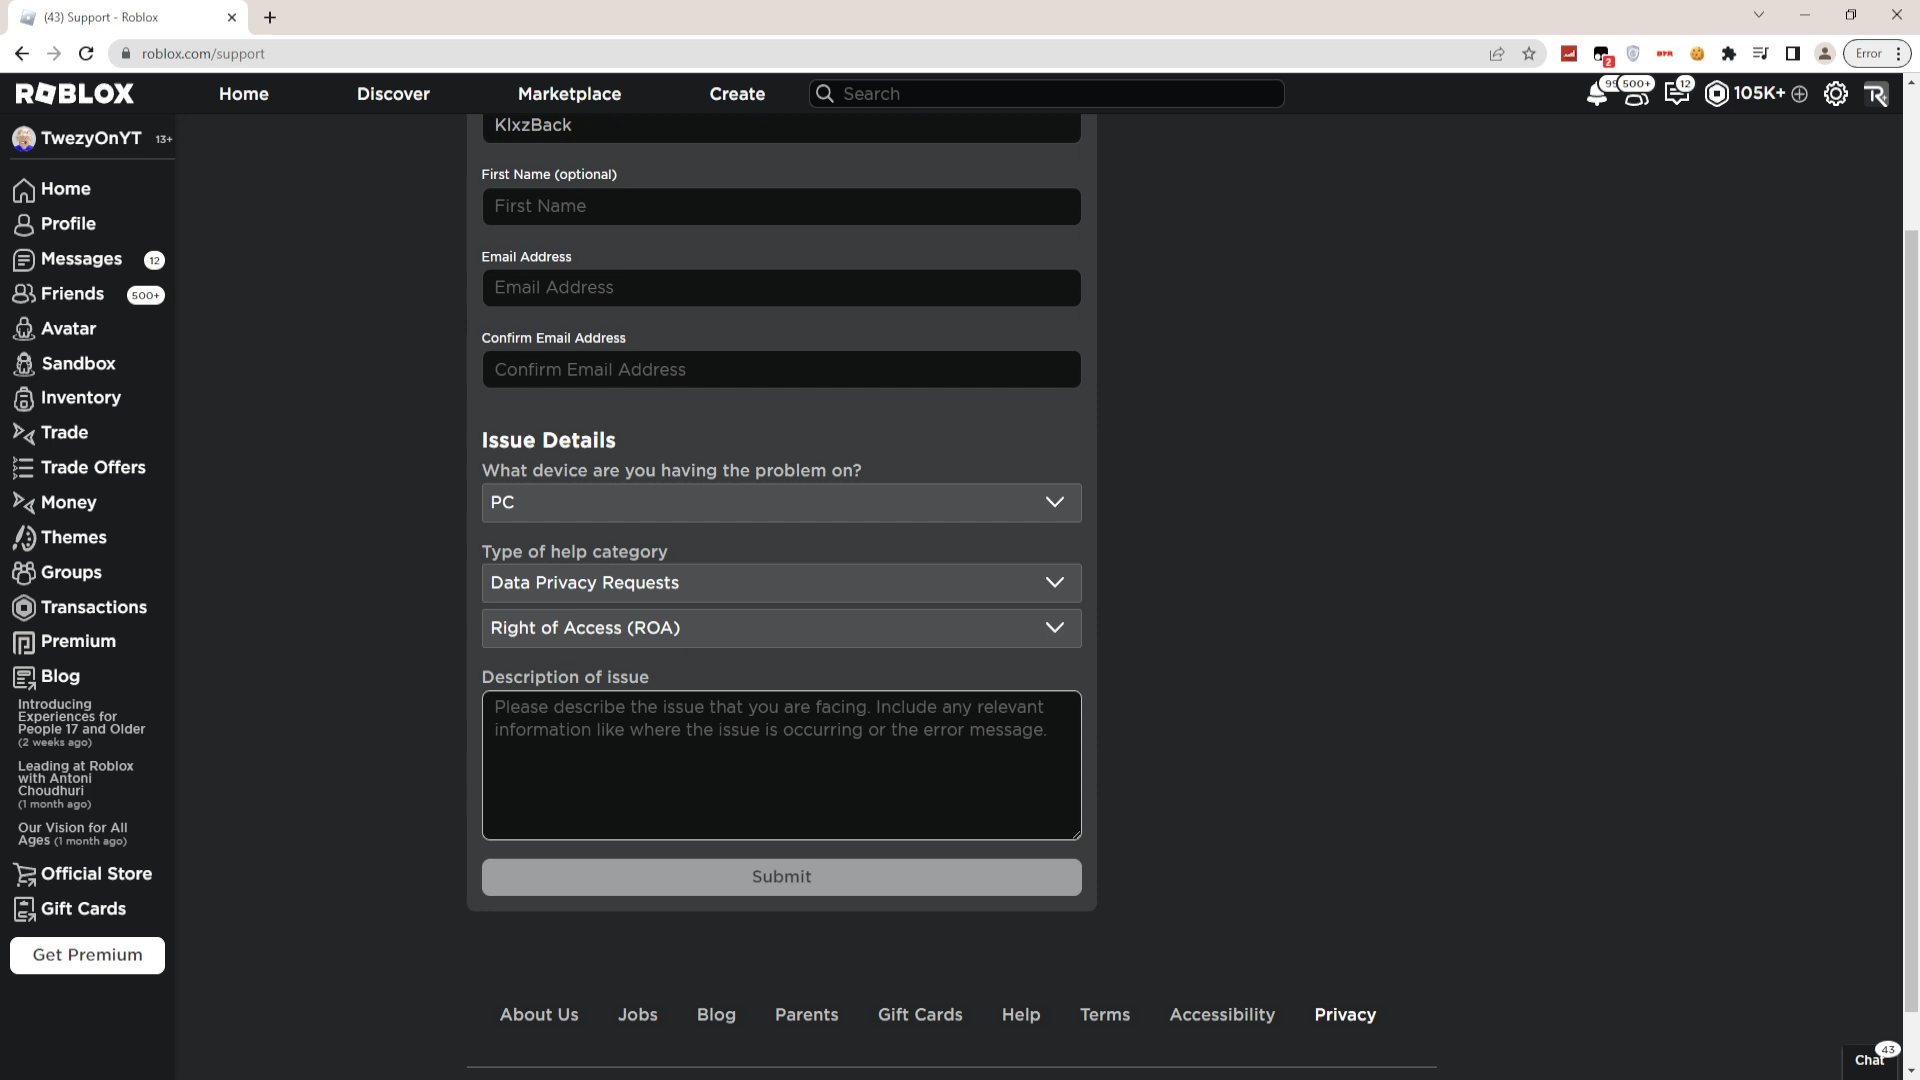 (43) Support - Roblox
roblox.com/support
2
Error
ROBLOX
Home
Discover
Marketplace
Create
Search
99
500+
12
105K+
TwezyOnYT 13+
Home
Profile
Messages 12
Friends 500+
Avatar
Sandbox
Inventory
Trade
Trade Offers
Money
Themes
Groups
Transactions
Premium
Blog
Introducing
Experiences for
People 17 and Older
(2 weeks ago)
Leading at Roblox
with Antoni
Choudhuri
(1 month ago)
Our Vision for All
Ages (1 month ago)
Official Store
Gift Cards
Get Premium
KlxzBack
First Name (optional)
First Name
Email Address
Email Address
Confirm Email Address
Confirm Email Address
Issue Details
What device are you having the problem on?
PC
Type of help category
Data Privacy Requests
Right of Access (ROA)
Description of issue
Please describe the issue that you are facing. Include any relevant
information like where the issue is occurring or the error message.
Submit
About Us
Jobs
Blog
Parents
Gift Cards
Help
Terms
Accessibility
Privacy
Chat 43